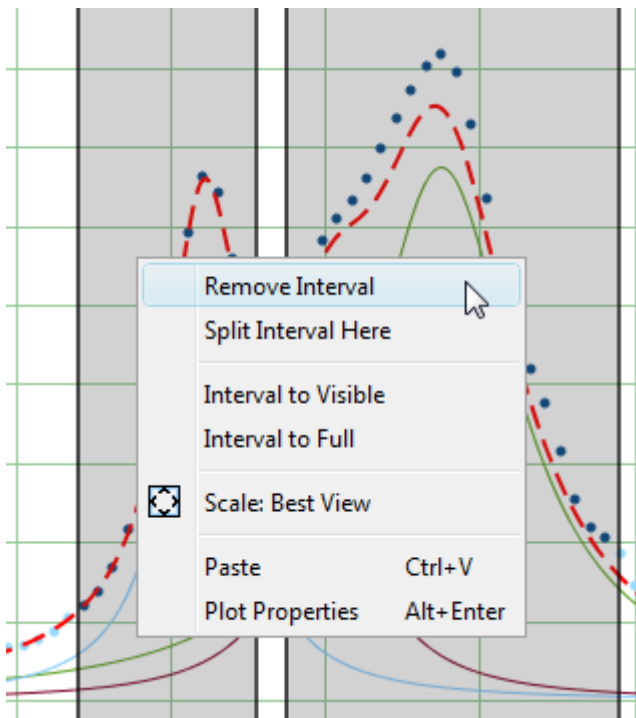 Remove Interval
Split Interval Here
Interval to Visible
Interval to Full
Scale: Best View
Paste Ctrl+V
Plot Properties Alt+Enter